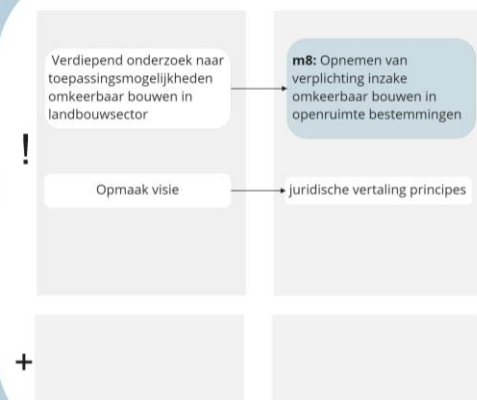 Verdiepend onderzoek naar
toepassingsmogelijkheden
omkeerbaar bouwen in
landbouwsector
m8: Opnemen van
verplichting inzake
omkeerbaar bouwen in
openruimte bestemmingen
!
Opmaak visie
juridische vertaling principes
+